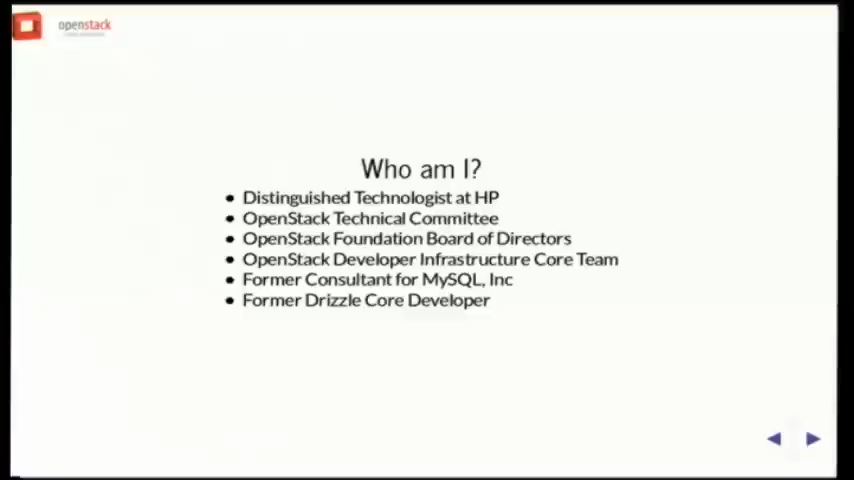 openstack
Who am I?
• Distinguished Technologist at HP
• OpenStack Technical Committee
• OpenStack Foundation Board of Directors
• OpenStack Developer Infrastructure Core Team
• Former Consultant for MySQL, Inc
• Former Drizzle Core Developer